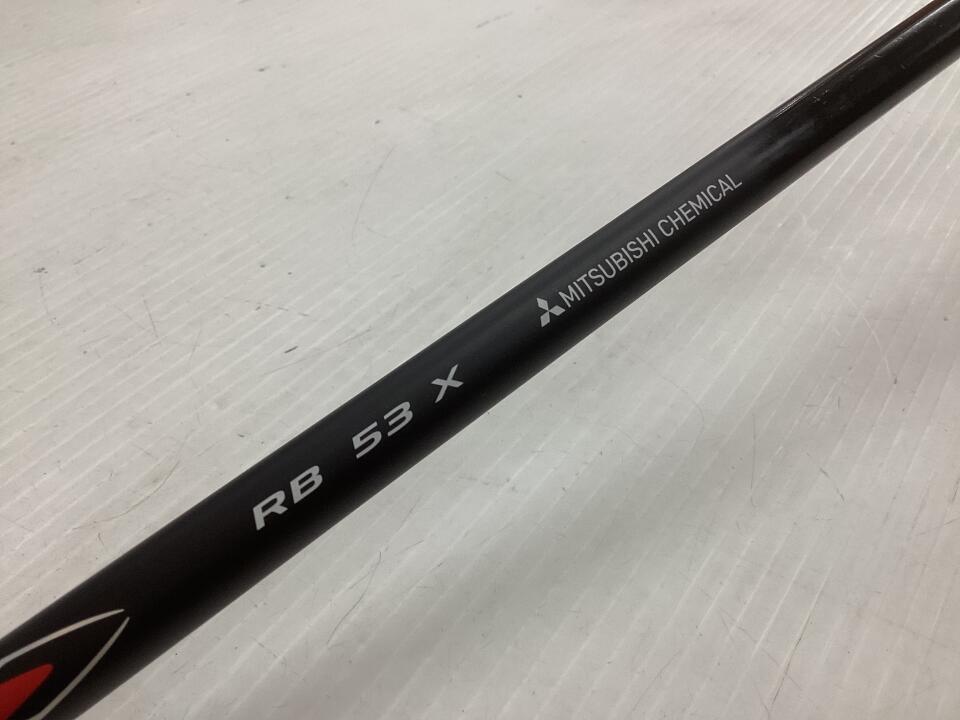 RB 53 X
MITSUBISHI CHEMICAL